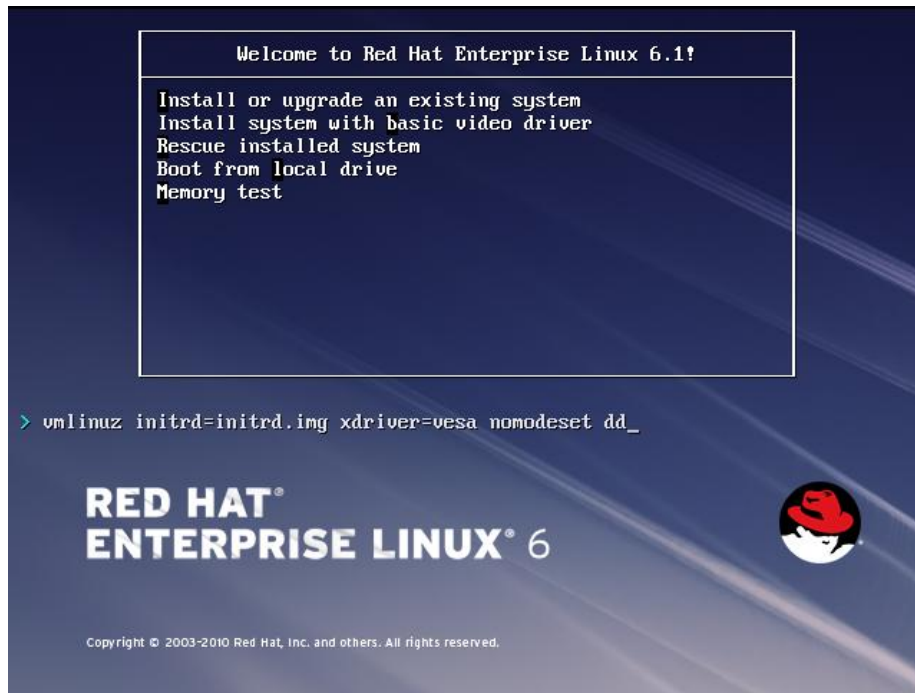 Welcome to Red Hat Enterprise Linux 6.1!
Install or upgrade an existing system
Install system with basic video driver
Rescue installed system
Boot from local drive
Memory test
> vmlinuz initrd=initrd.img xdriver=vesa nomodeset dd_
RED HAT®
ENTERPRISE LINUX® 6
Copyright © 2003-2010 Red Hat, Inc. and others. All rights reserved.